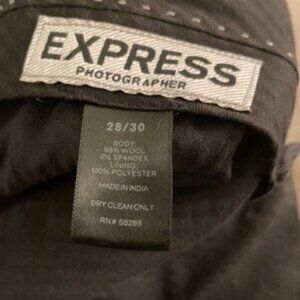 EXPRESS
PHOTOGRAPHER
28/30
BODY:
98% WOOL
2% SPANDEX
LINING:
100% POLYESTER
MADE IN INDIA
DRY CLEAN ONLY
RN# 55285